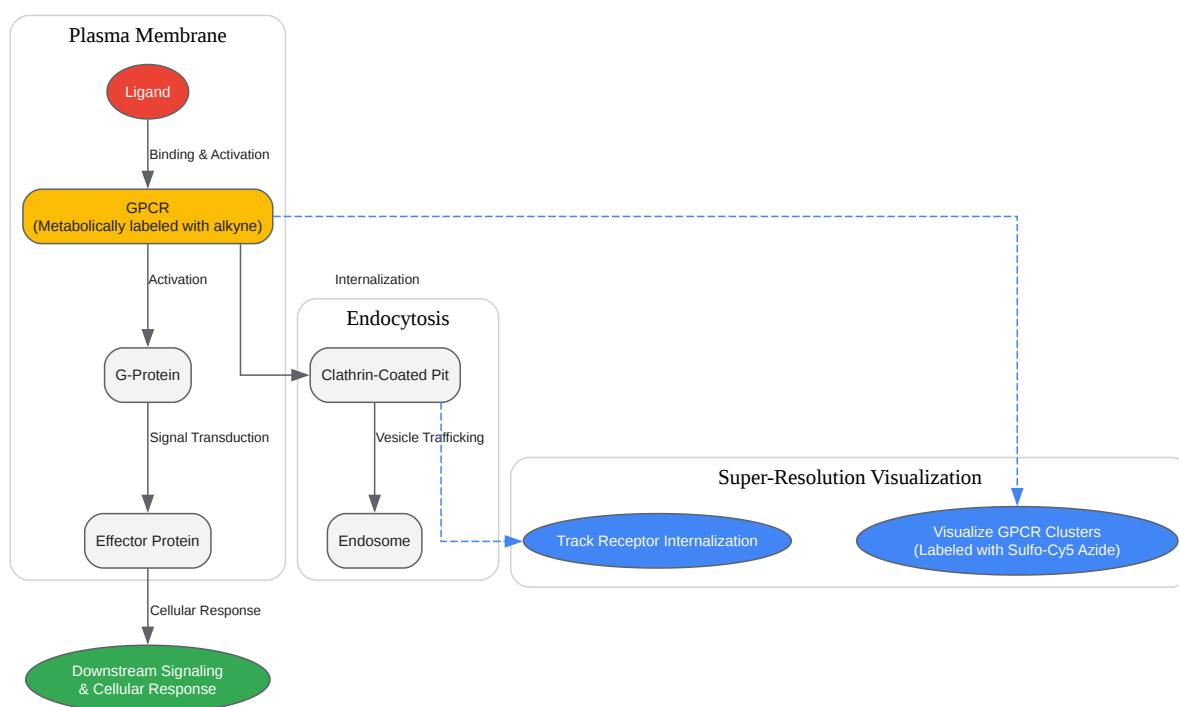 Plasma Membrane
Ligand
Binding & Activation
GPCR
(Metabolically labeled with alkyne)
Activation
Internalization
Endocytosis
G-Protein
Clathrin-Coated Pit
Signal Transduction
Vesicle Trafficking
Super-Resolution Visualization
Effector Protein
Endosome
Track Receptor Internalization
Visualize GPCR Clusters
(Labeled with Sulfo-Cy5 Azide)
Cellular Response
Downstream Signaling
& Cellular Response